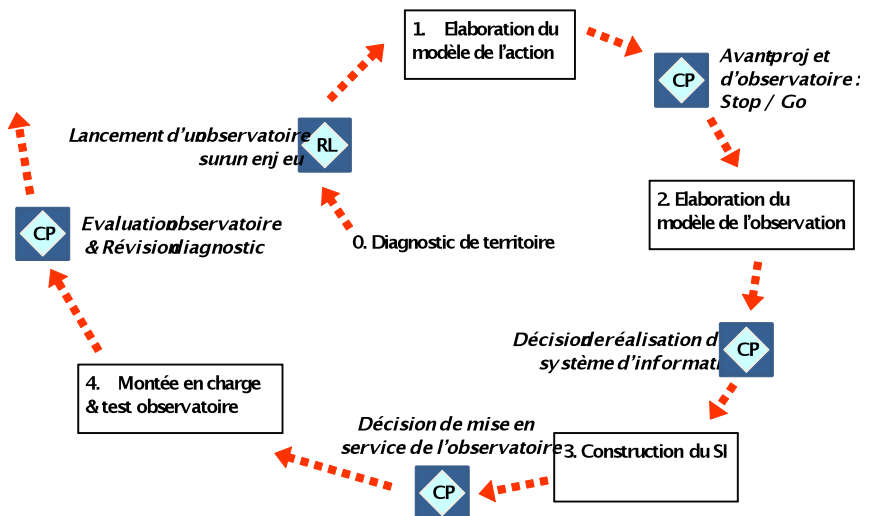 1. Elaboration du
modèle de l'action
CP
Avant-projet
d'observatoire :
Stop / Go
Lancement d'un observatoire
sur un enjeu
RL
2. Elaboration du
modèle de l'observation
CP
Evaluation observatoire
& Révision diagnostic
0. Diagnostic de territoire
Décision de réalisation d
système d'informati
CP
4. Montée en charge
& test observatoire
Décision de mise en
service de l'observatoire
3. Construction du SI
CP